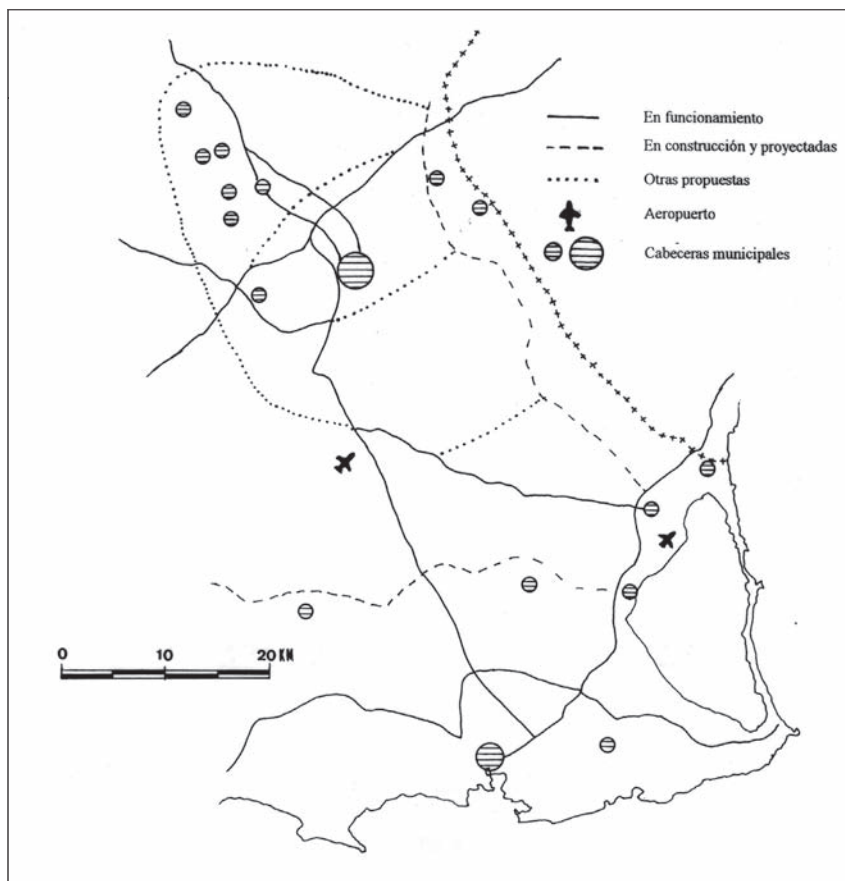 En funcionamiento
En construcción y proyectadas
Otras propuestas
Aeropuerto
Cabeceras municipales
0 10 20 KM